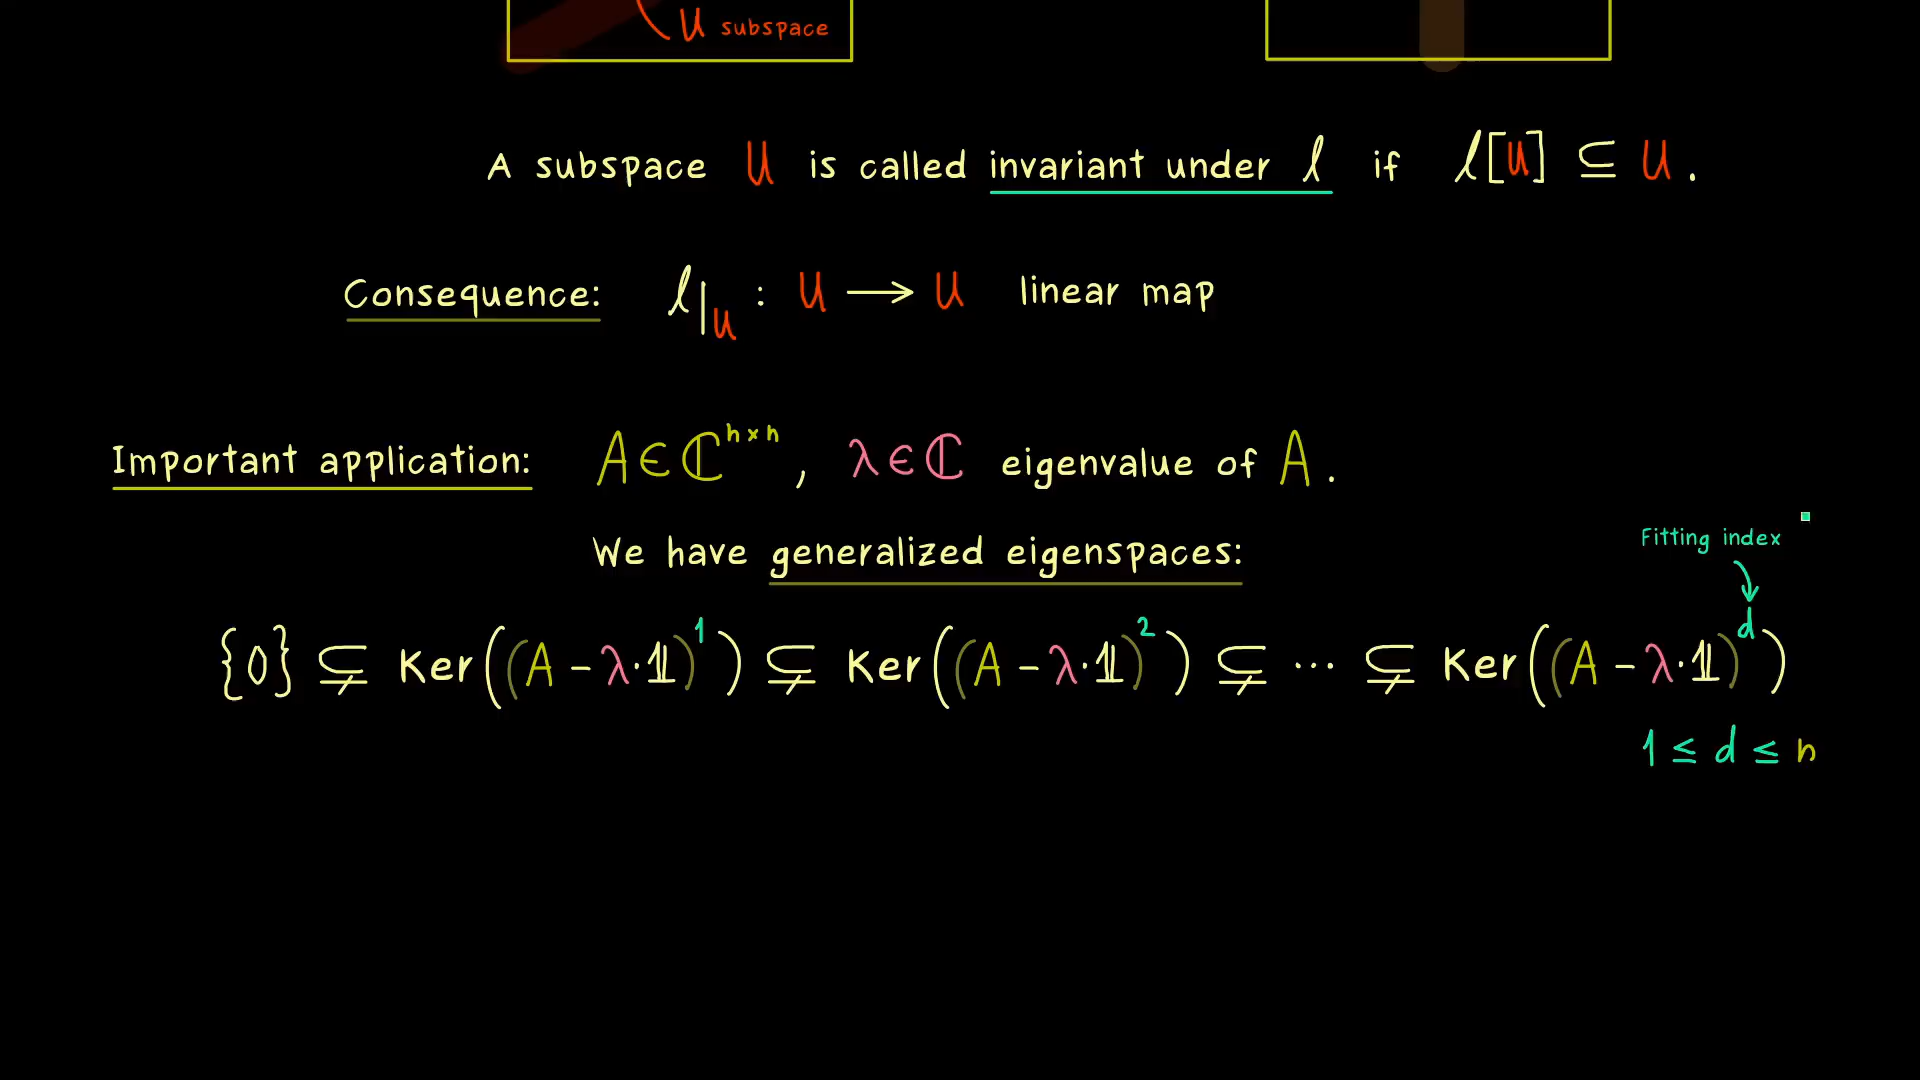 U subspace
A subspace U is called invariant under ℓ if ℓ[U] ⊆ U.
Consequence: ℓ|_U : U ⟶ U linear map
Important application: A ∈ ℂ^{n×n}, λ ∈ ℂ eigenvalue of A.
We have generalized eigenspaces:
Fitting index
{0} ⊊ Ker((A − λ·𝟙)^1) ⊊ Ker((A − λ·𝟙)^2) ⊊ ⋯ ⊊ Ker((A − λ·𝟙)^d)
1 ≤ d ≤ n